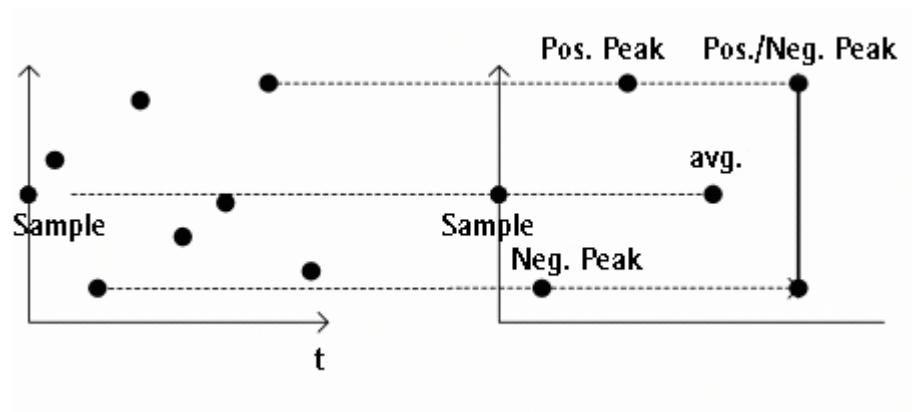 Pos. Peak Pos./Neg. Peak
avg.
Sample Sample
Neg. Peak
t